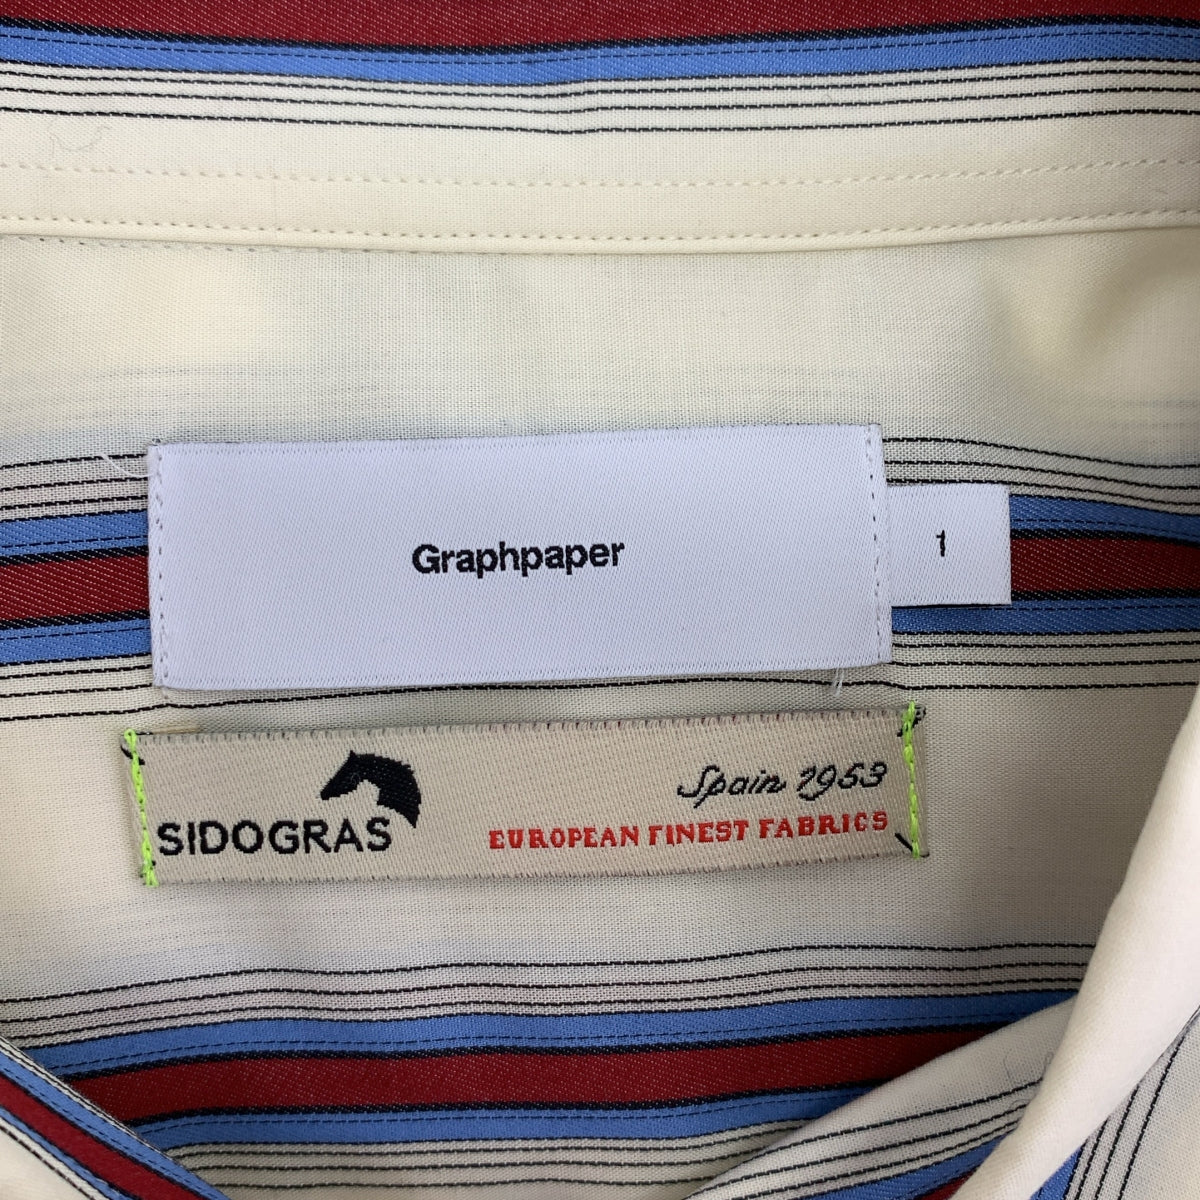 Graphpaper
1
SIDOGRAS
Spain 1953
EUROPEAN FINEST FABRICS